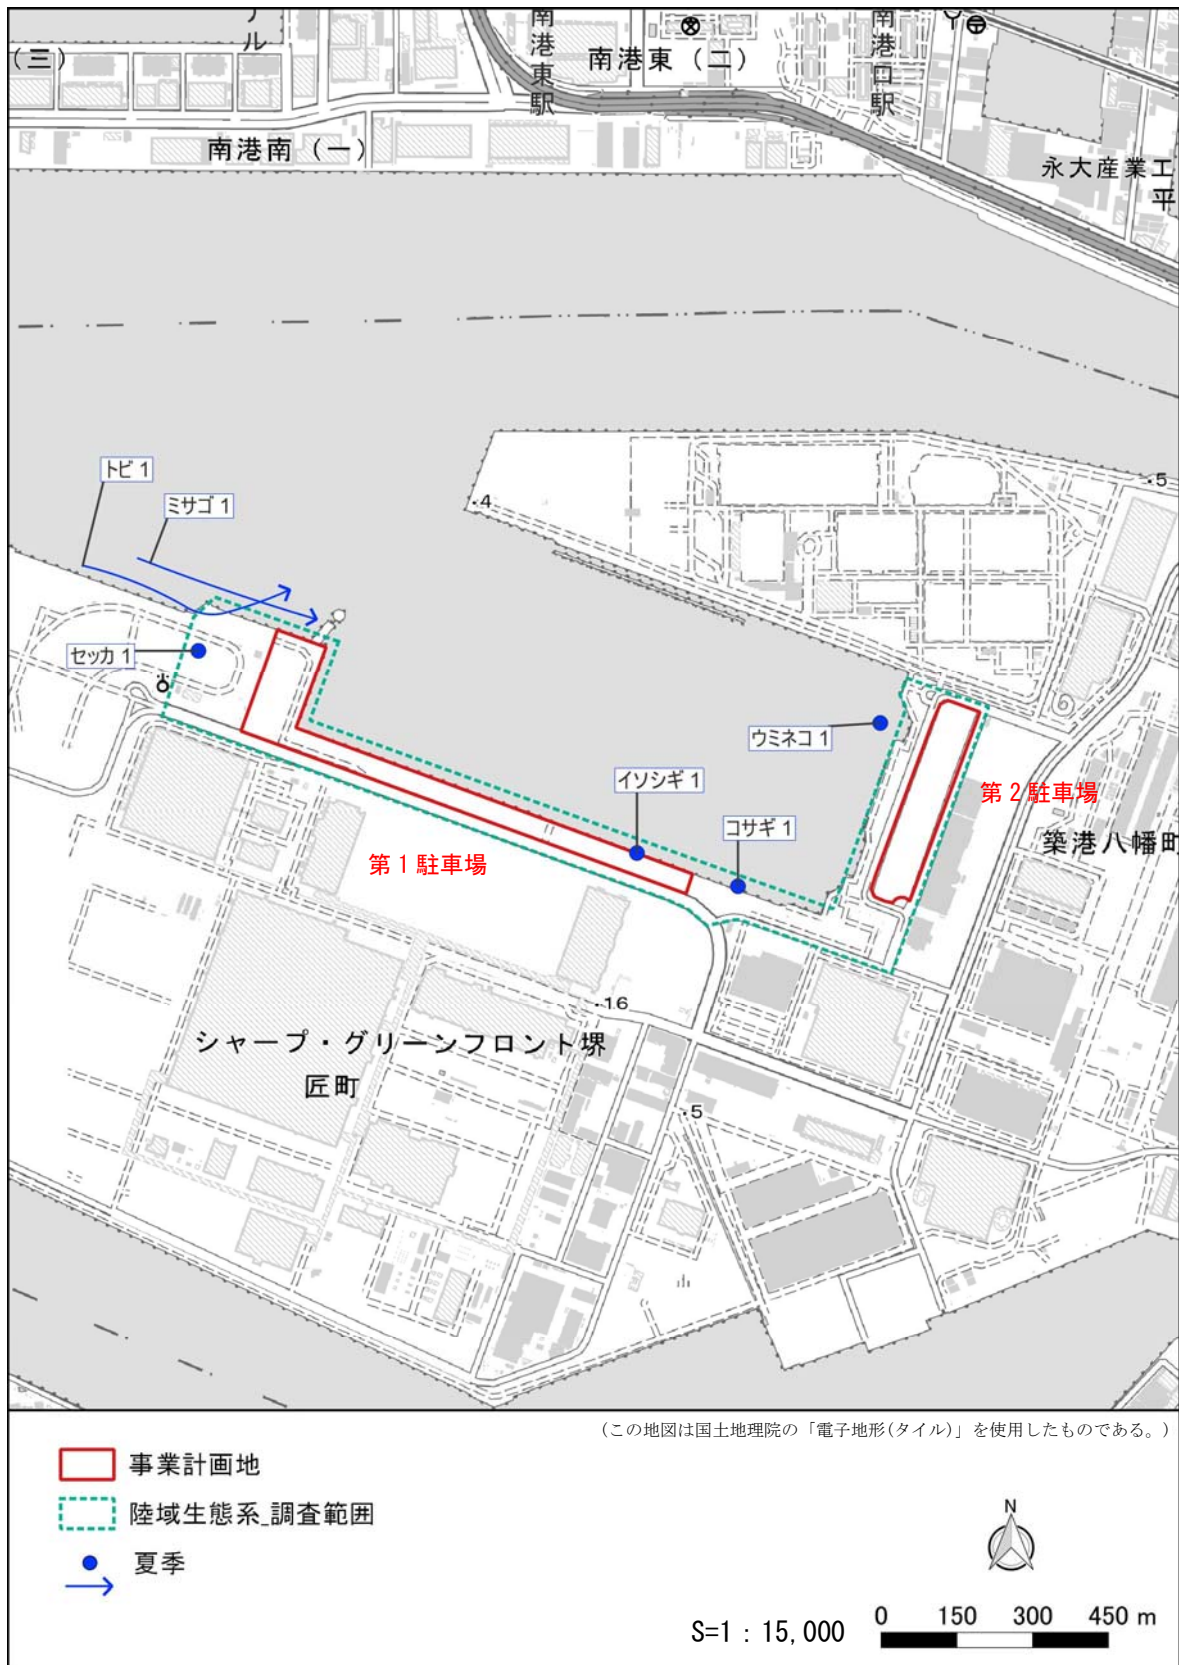 ナル
(三)
南港東駅
南港東(二)
南港口駅
南港南(一)
永大産業工
平
トビ 1
ミサゴ 1
・4
・5
セッカ 1
ウミネコ 1
イソシギ 1
第2駐車場
コサギ 1
築港八幡町
第1駐車場
・16
シャープ・グリーンフロント堺
匠町
・5
(この地図は国土地理院の「電子地形(タイル)」を使用したものである。)
事業計画地
陸域生態系_調査範囲
夏季
N
S=1:15,000
0 150 300 450 m